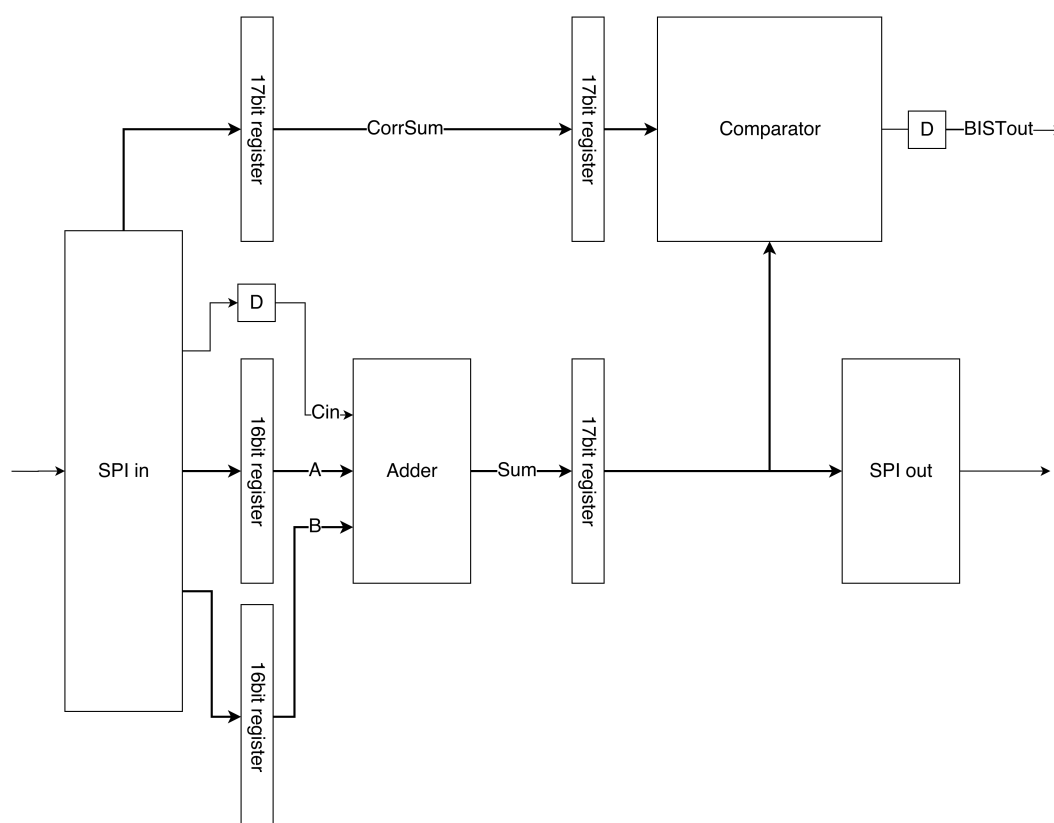 17bit register
CorrSum
17bit register
Comparator
D
BISTout
D
Cin
SPI in
16bit register
A
B
Adder
Sum
17bit register
SPI out
16bit register